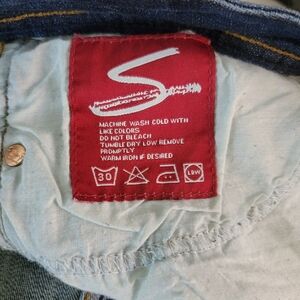 S
MACHINE WASH COLD WITH
LIKE COLORS
DO NOT BLEACH
TUMBLE DRY LOW REMOVE
PROMPTLY
WARM IRON IF DESIRED
30 LOW